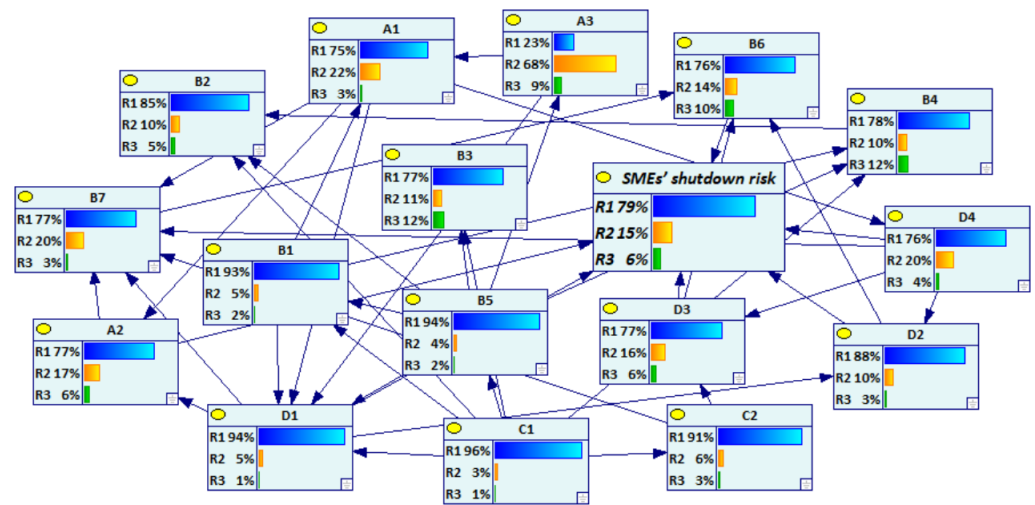 A1
R1 75%
R2 22%
R3 3%
A3
R1 23%
R2 68%
R3 9%
B6
R1 76%
R2 14%
R3 10%
B2
R1 85%
R2 10%
R3 5%
B4
R1 78%
R2 10%
R3 12%
B3
R1 77%
R2 11%
R3 12%
SMEs' shutdown risk
R1 79%
R2 15%
R3 6%
B7
R1 77%
R2 20%
R3 3%
D4
R1 76%
R2 20%
R3 4%
B1
R1 93%
R2 5%
R3 2%
B5
R1 94%
R2 4%
R3 2%
D3
R1 77%
R2 16%
R3 6%
A2
R1 77%
R2 17%
R3 6%
D2
R1 88%
R2 10%
R3 3%
D1
R1 94%
R2 5%
R3 1%
C1
R1 96%
R2 3%
R3 1%
C2
R1 91%
R2 6%
R3 3%